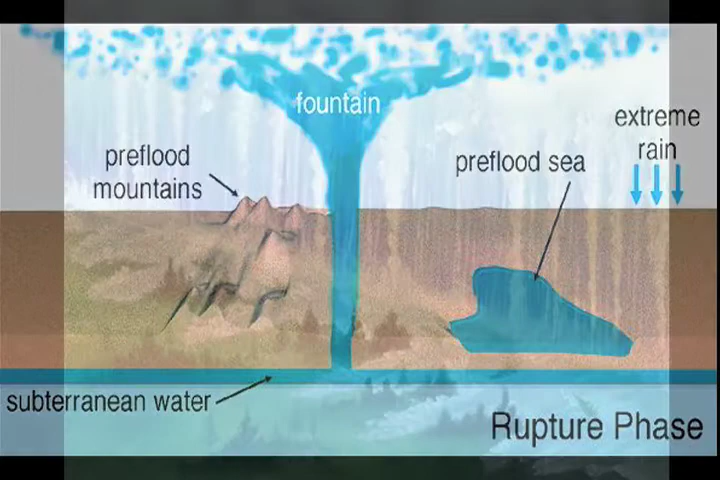 fountain
extreme
rain
preflood
mountains
preflood sea
subterranean water
Rupture Phase